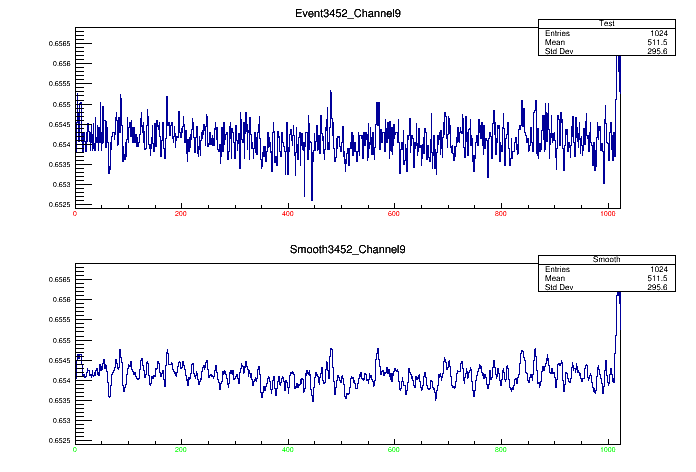 Event3452_Channel9
Test
Entries 1024
Mean 511.5
Std Dev 295.6
0.6565
0.656
0.6555
0.655
0.6545
0.654
0.6535
0.653
0.6525
0 200 400 600 800 1000
Smooth3452_Channel9
Smooth
Entries 1024
Mean 511.5
Std Dev 295.6
0.6565
0.656
0.6555
0.655
0.6545
0.654
0.6535
0.653
0.6525
0 200 400 600 800 1000